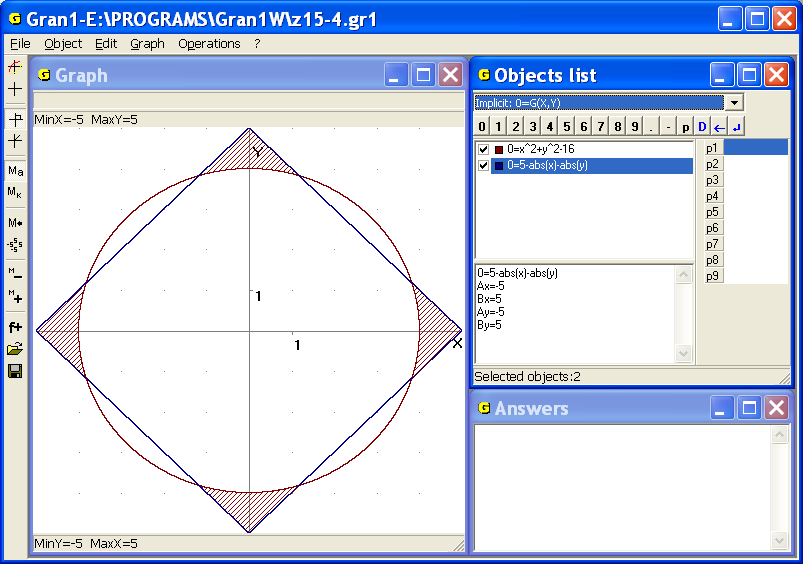 Gran1-E:\PROGRAMS\Gran1W\z15-4.gr1
File Object Edit Graph Operations ?
Graph
MinX=-5 MaxY=5
Y
1
1
X
MinY=-5 MaxX=5
Ma
Mк
M
M
M
f+
Objects list
Implicit: 0=G(X,Y)
0 1 2 3 4 5 6 7 8 9 . - p D
0=x^2+y^2-16
0=5-abs(x)-abs(y)
p1
p2
p3
p4
p5
p6
p7
p8
p9
0=5-abs(x)-abs(y)
Ax=-5
Bx=5
Ay=-5
By=5
Selected objects:2
Answers